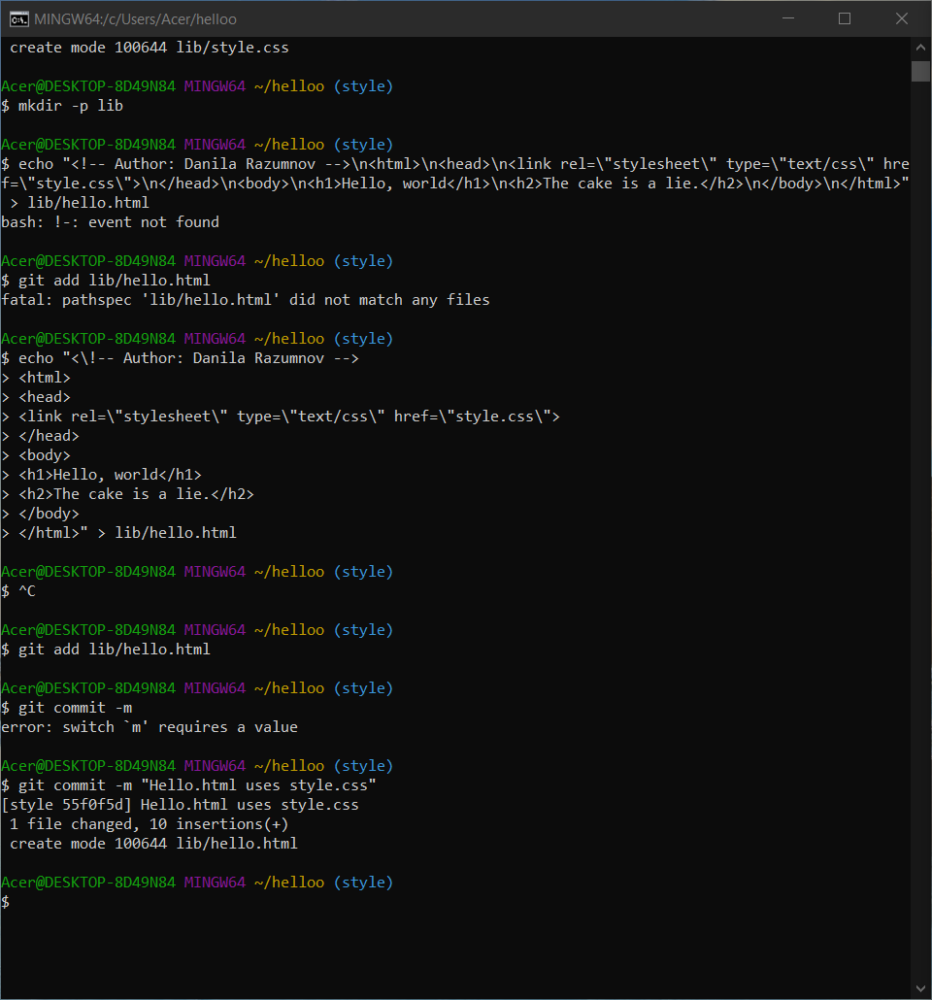 MINGW64:/c/Users/Acer/helloo
 create mode 100644 lib/style.css
Acer@DESKTOP-8D49N84 MINGW64 ~/helloo (style)
$ mkdir -p lib
Acer@DESKTOP-8D49N84 MINGW64 ~/helloo (style)
$ echo "<!-- Author: Danila Razumnov -->\n<html>\n<head>\n<link rel=\"stylesheet\" type=\"text/css\" hre
f=\"style.css\">\n</head>\n<body>\n<h1>Hello, world</h1>\n<h2>The cake is a lie.</h2>\n</body>\n</html>"
 > lib/hello.html
bash: !-: event not found
Acer@DESKTOP-8D49N84 MINGW64 ~/helloo (style)
$ git add lib/hello.html
fatal: pathspec 'lib/hello.html' did not match any files
Acer@DESKTOP-8D49N84 MINGW64 ~/helloo (style)
$ echo "<\!-- Author: Danila Razumnov -->
> <html>
> <head>
> <link rel=\"stylesheet\" type=\"text/css\" href=\"style.css\">
> </head>
> <body>
> <h1>Hello, world</h1>
> <h2>The cake is a lie.</h2>
> </body>
> </html>" > lib/hello.html
Acer@DESKTOP-8D49N84 MINGW64 ~/helloo (style)
$ ^C
Acer@DESKTOP-8D49N84 MINGW64 ~/helloo (style)
$ git add lib/hello.html
Acer@DESKTOP-8D49N84 MINGW64 ~/helloo (style)
$ git commit -m
error: switch `m' requires a value
Acer@DESKTOP-8D49N84 MINGW64 ~/helloo (style)
$ git commit -m "Hello.html uses style.css"
[style 55f0f5d] Hello.html uses style.css
 1 file changed, 10 insertions(+)
 create mode 100644 lib/hello.html
Acer@DESKTOP-8D49N84 MINGW64 ~/helloo (style)
$